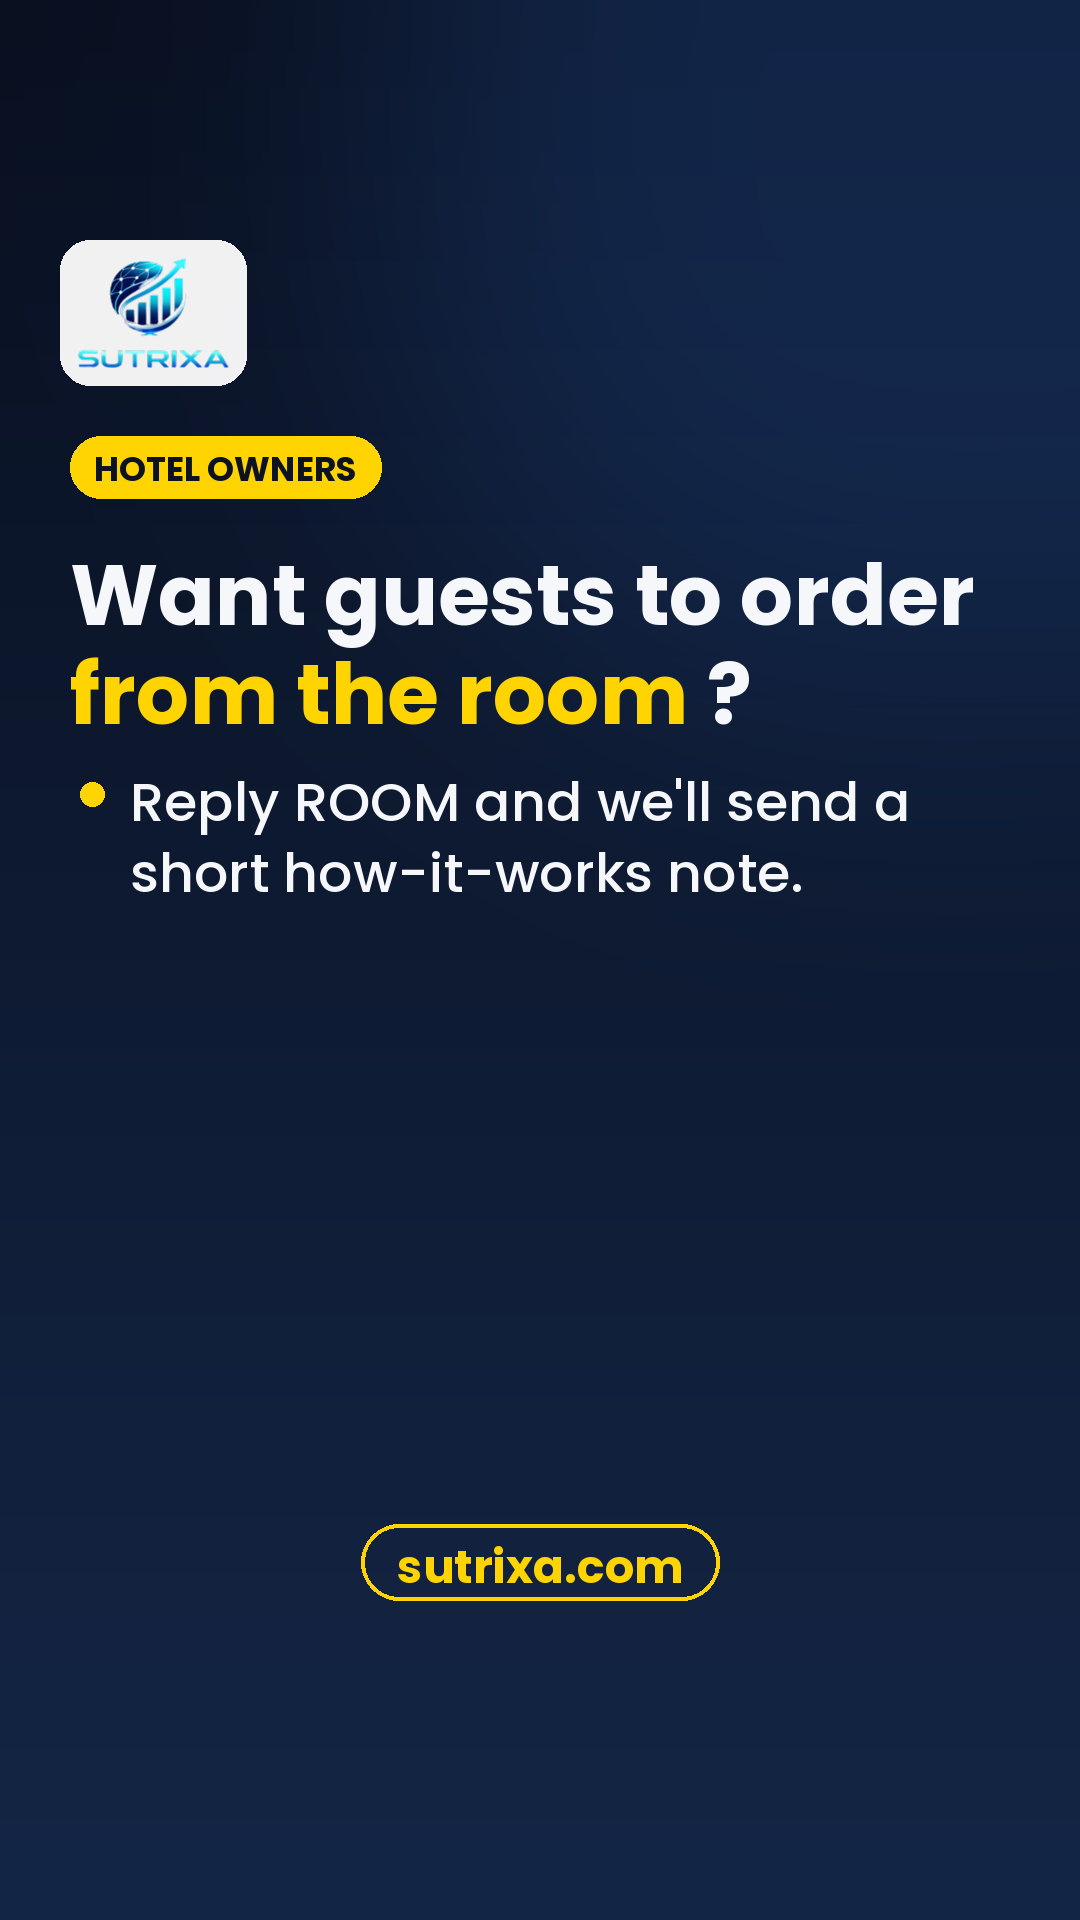 SUTRIXA
HOTEL OWNERS
Want guests to order
from the room ?
Reply ROOM and we'll send a
short how-it-works note.
sutrixa.com